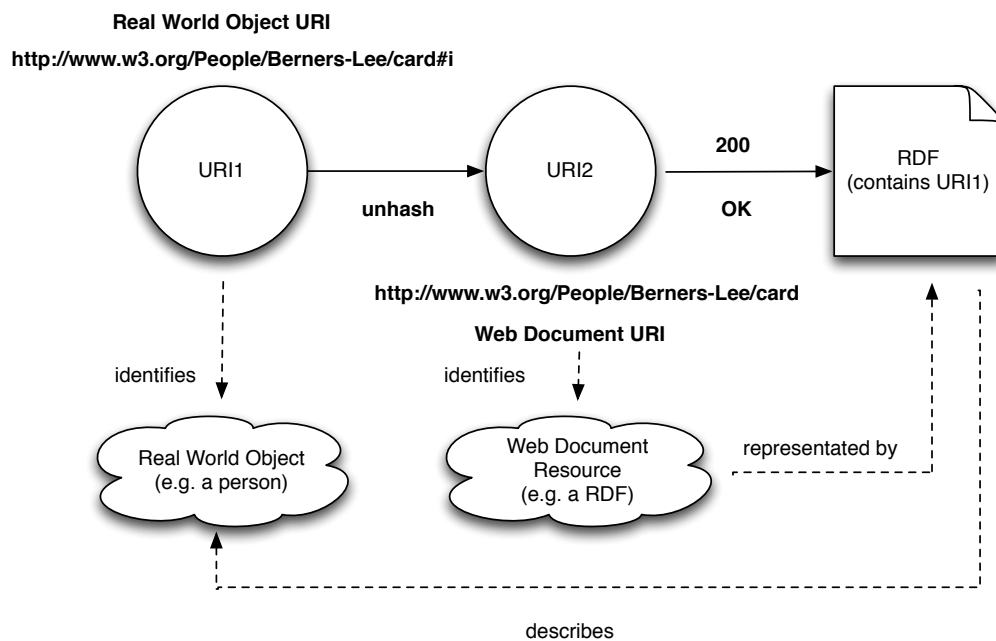 Real World Object URI
http://www.w3.org/People/Berners-Lee/card#i
URI1
unhash
URI2
200
OK
RDF
(contains URI1)
http://www.w3.org/People/Berners-Lee/card
Web Document URI
identifies
identifies
Real World Object
(e.g. a person)
Web Document
Resource
(e.g. a RDF)
representated by
describes